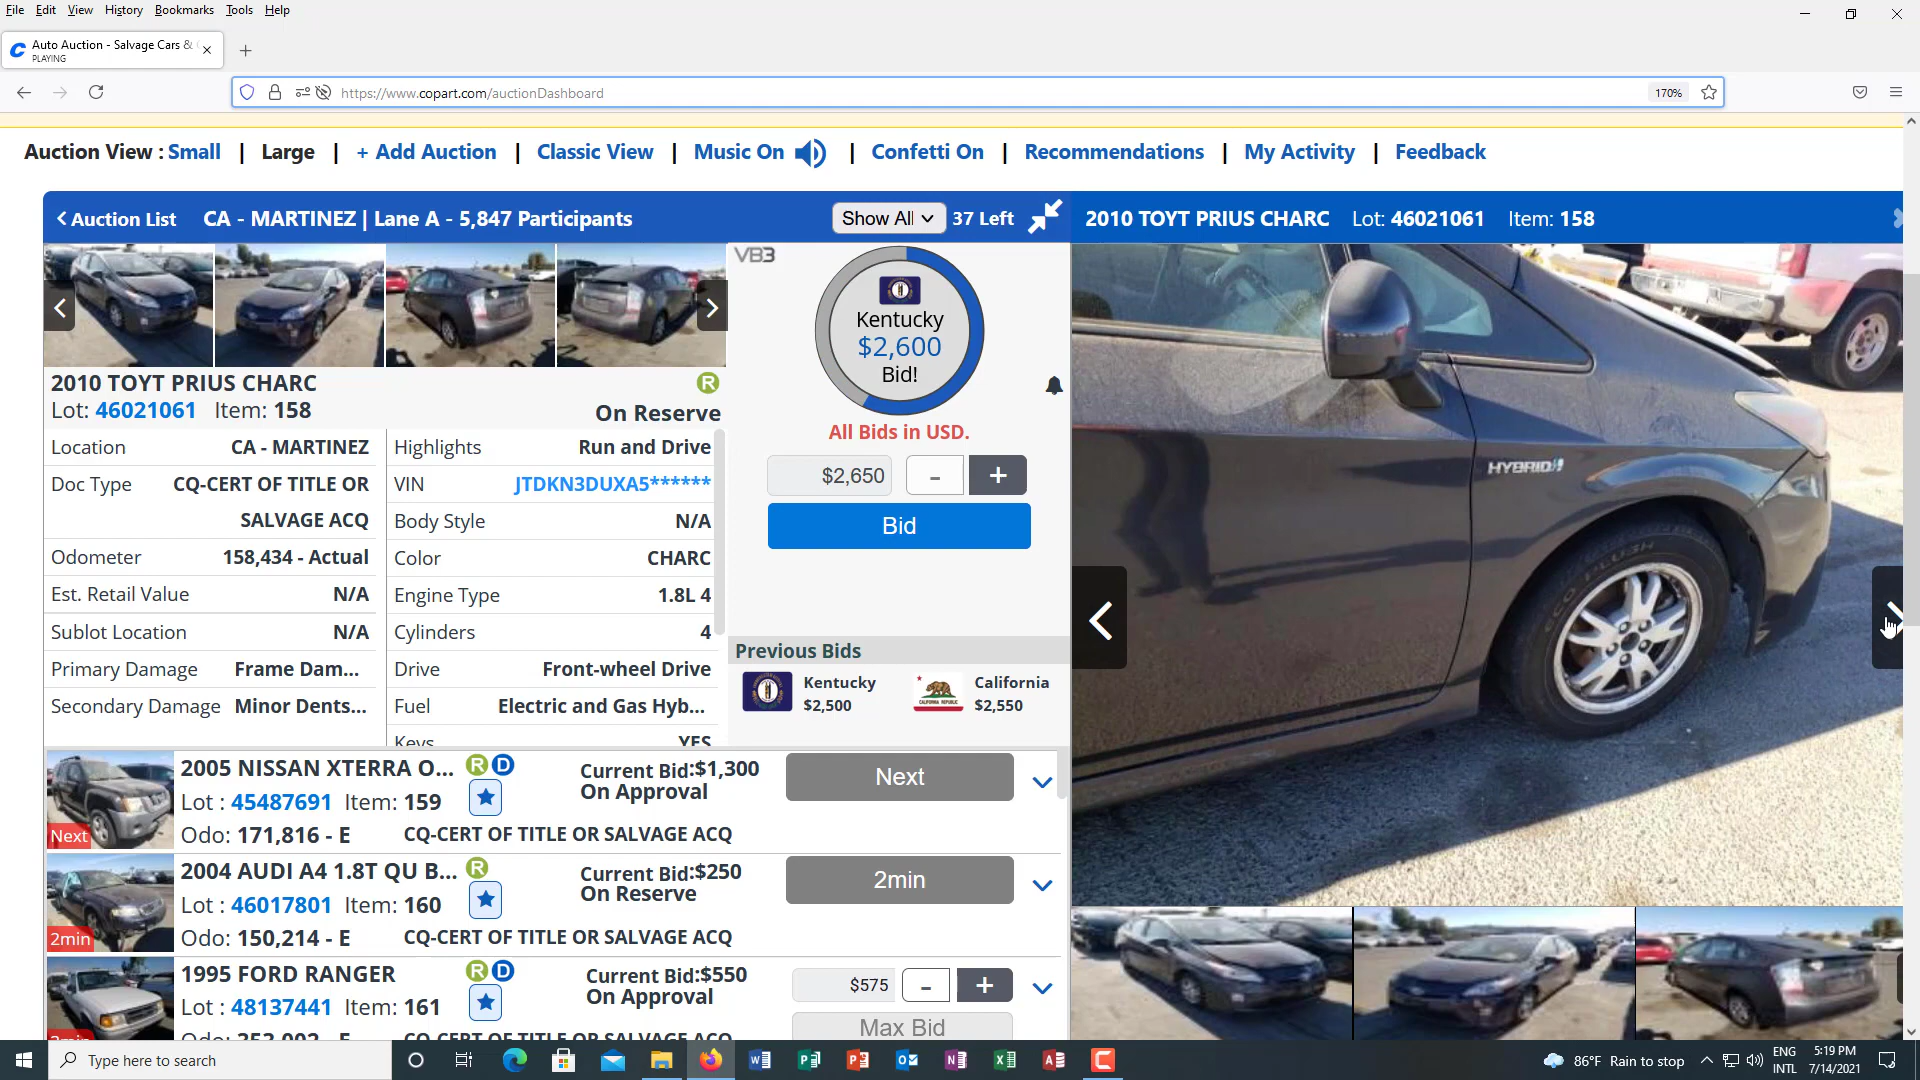 File Edit View History Bookmarks Tools Help
Auto Auction - Salvage Cars &
PLAYING
https://www.copart.com/auctionDashboard
170%
Auction View : Small | Large | + Add Auction | Classic View | Music On | Confetti On | Recommendations | My Activity | Feedback
Auction List CA - MARTINEZ | Lane A - 5,847 Participants
Show All 37 Left
2010 TOYT PRIUS CHARC Lot: 46021061 Item: 158
2010 TOYT PRIUS CHARC R
Lot: 46021061 Item: 158
On Reserve
Location CA - MARTINEZ
Doc Type CQ-CERT OF TITLE OR
SALVAGE ACQ
Odometer 158,434 - Actual
Est. Retail Value N/A
Sublot Location N/A
Primary Damage Frame Dam...
Secondary Damage Minor Dents...
Highlights Run and Drive
VIN JTDKN3DUXA5******
Body Style N/A
Color CHARC
Engine Type 1.8L 4
Cylinders 4
Drive Front-wheel Drive
Fuel Electric and Gas Hyb...
Keys YES
VB3
Kentucky
$2,600
Bid!
All Bids in USD.
$2,650 - +
Bid
Previous Bids
Kentucky
$2,500
California
$2,550
HYBRID
ECO PLUSH
Next
2005 NISSAN XTERRA O... R D
Lot : 45487691 Item: 159
Odo: 171,816 - E CQ-CERT OF TITLE OR SALVAGE ACQ
Current Bid:$1,300
On Approval
Next
2min
2004 AUDI A4 1.8T QU B... R
Lot : 46017801 Item: 160
Odo: 150,214 - E CQ-CERT OF TITLE OR SALVAGE ACQ
Current Bid:$250
On Reserve
2min
1995 FORD RANGER R D
Lot : 48137441 Item: 161
Current Bid:$550
On Approval
$575 - +
Max Bid
Type here to search
86°F Rain to stop
ENG
INTL
5:19 PM
7/14/2021